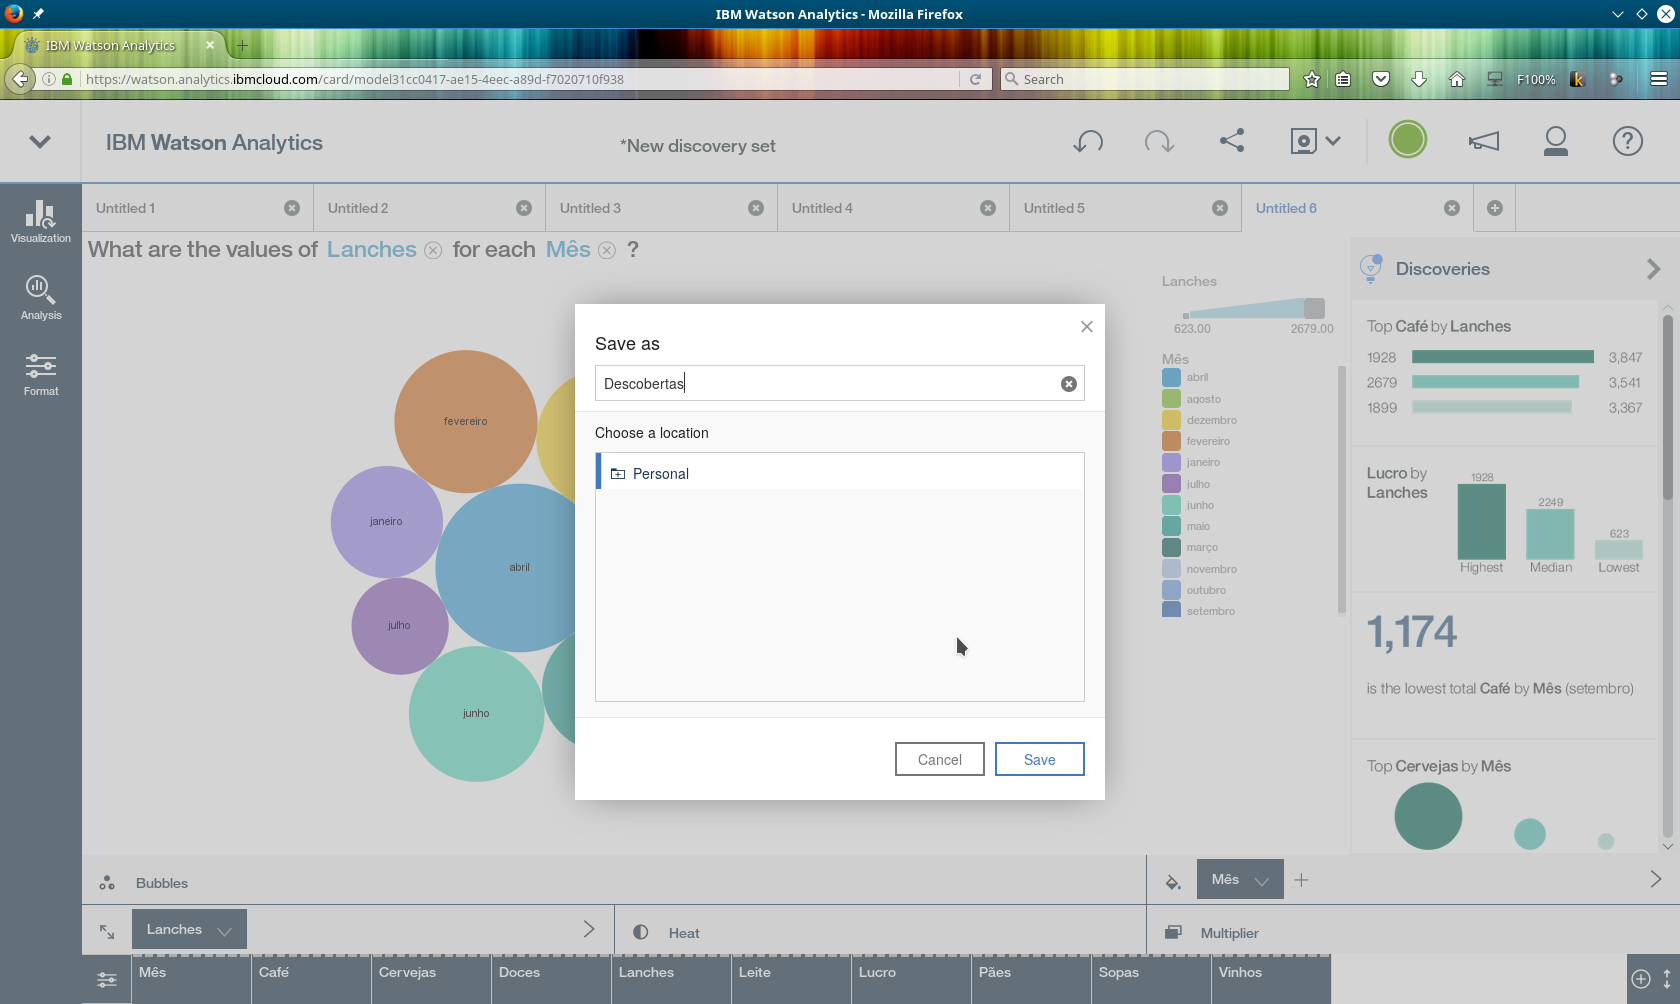 IBM Watson Analytics - Mozilla Firefox
IBM Watson Analytics
https://watson.analytics.ibmcloud.com/card/model31cc0417-ae15-4eec-a89d-f7020710f938
Search
F100%
IBM Watson Analytics
*New discovery set
Untitled 1
Untitled 2
Untitled 3
Untitled 4
Untitled 5
Untitled 6
Visualization
Analysis
Format
What are the values of Lanches for each Mês ?
fevereiro
janeiro
abril
julho
junho
Save as
Descobertas
Choose a location
Personal
Cancel
Save
Lanches
623.00
2679.00
Mês
abril
agosto
dezembro
fevereiro
janeiro
julho
junho
maio
março
novembro
outubro
setembro
Discoveries
Top Café by Lanches
1928 3,847
2679 3,541
1899 3,367
Lucro by
Lanches
1928
2249
623
Highest
Median
Lowest
1,174
is the lowest total Café by Mês (setembro)
Top Cervejas by Mês
Bubbles
Mês
Lanches
Heat
Multiplier
Mês
Café
Cervejas
Doces
Lanches
Leite
Lucro
Pães
Sopas
Vinhos